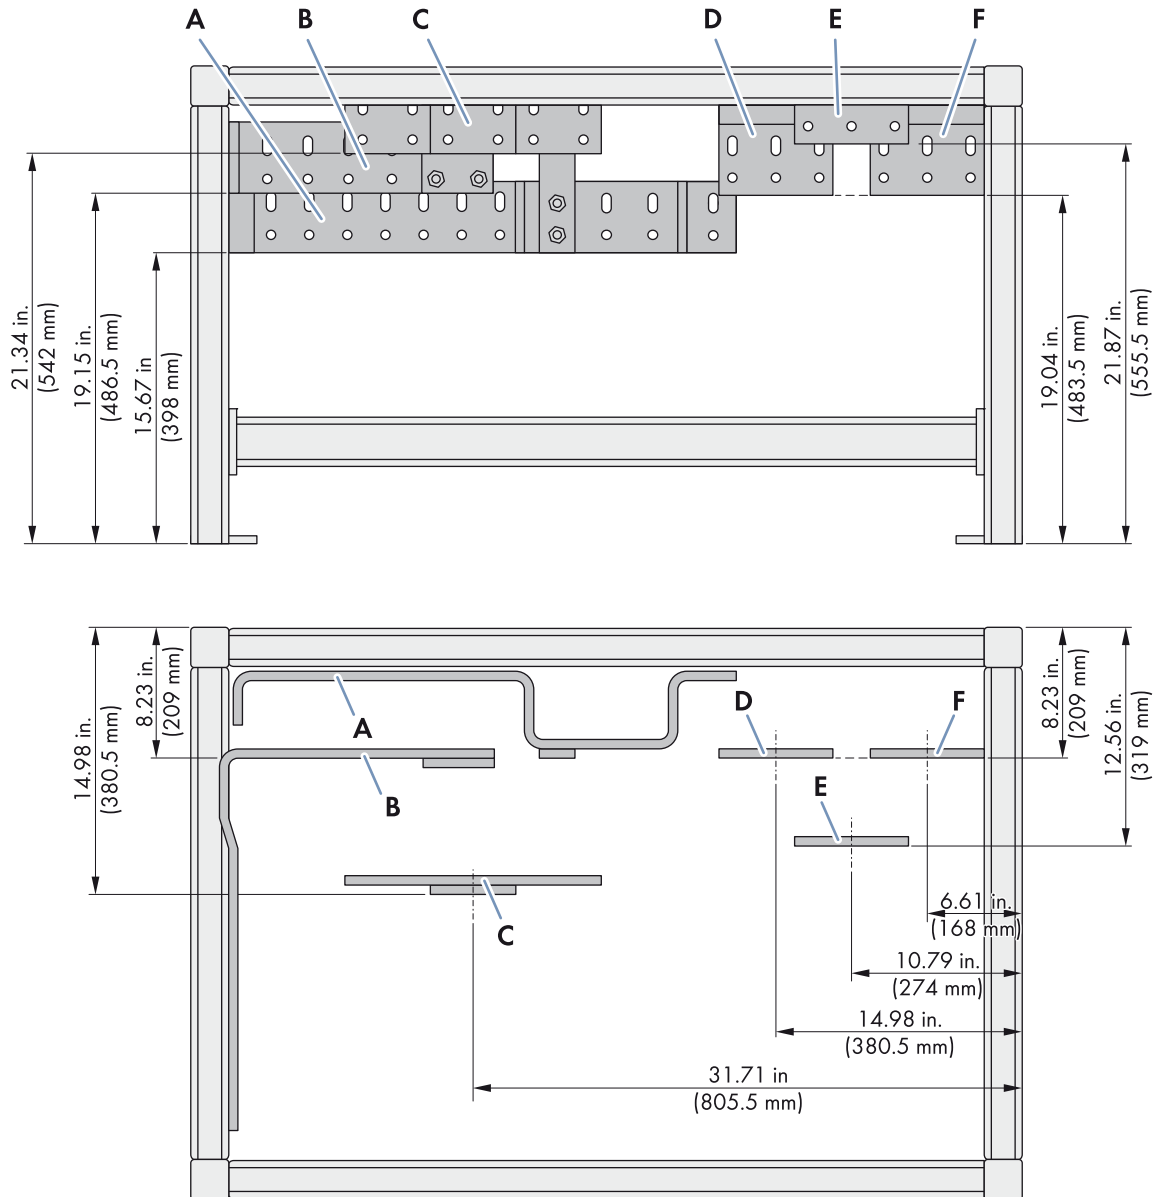 A B C D E F
21.34 in.
(542 mm)
19.15 in.
(486.5 mm)
15.67 in
(398 mm)
19.04 in.
(483.5 mm)
21.87 in.
(555.5 mm)
14.98 in.
(380.5 mm)
8.23 in.
(209 mm)
A
B
C
D
F
E
8.23 in.
(209 mm)
12.56 in.
(319 mm)
6.61 in.
(168 mm)
10.79 in.
(274 mm)
14.98 in.
(380.5 mm)
31.71 in
(805.5 mm)